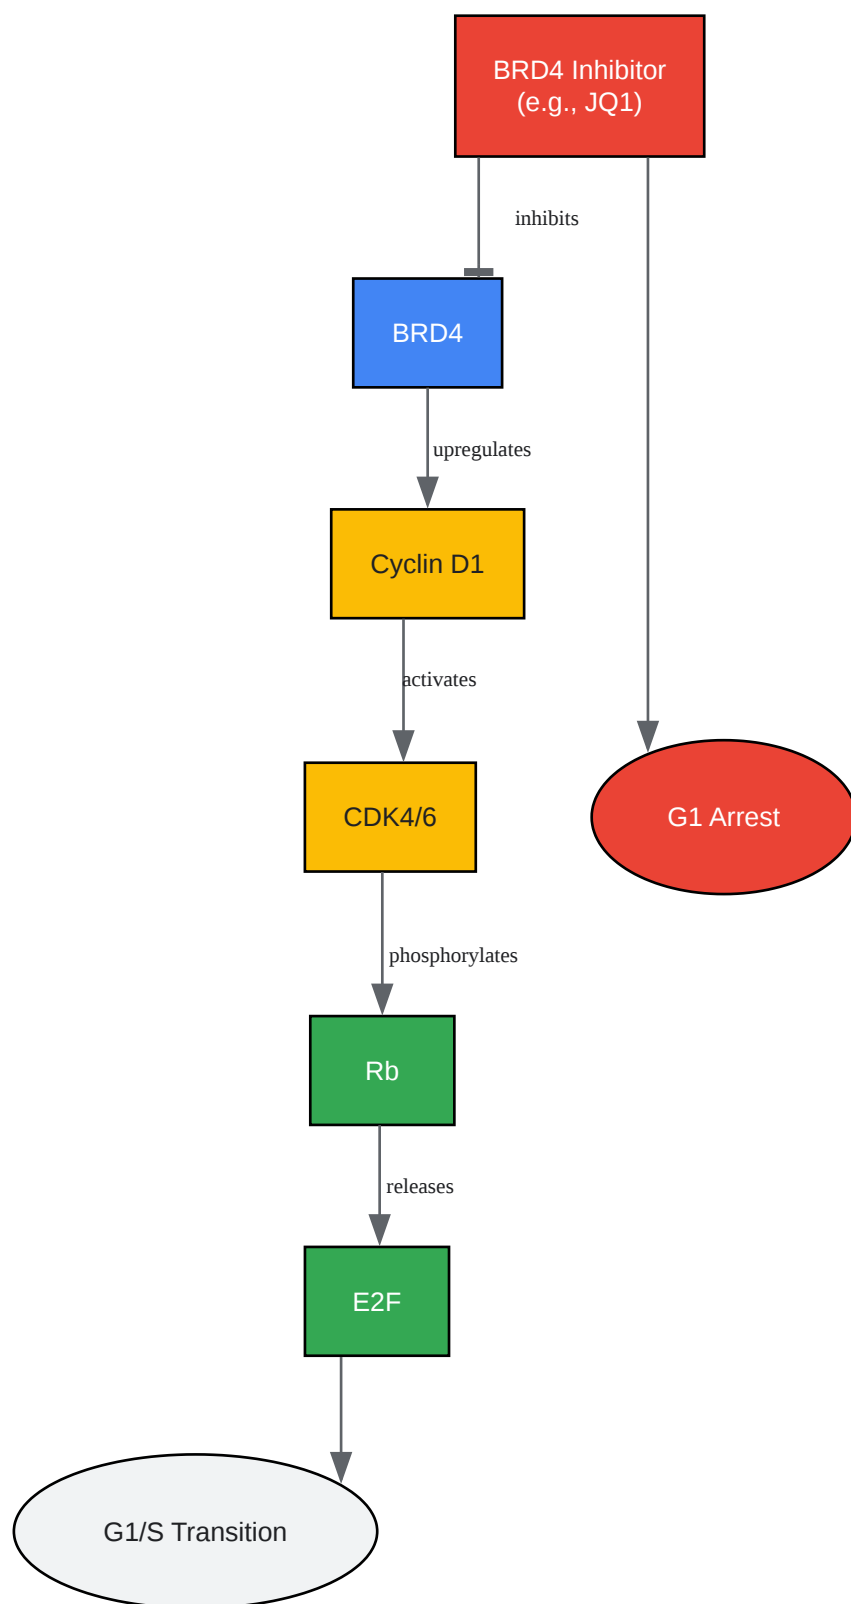 BRD4 Inhibitor
(e.g., JQ1)
inhibits
BRD4
upregulates
Cyclin D1
activates
CDK4/6
G1 Arrest
phosphorylates
Rb
releases
E2F
G1/S Transition